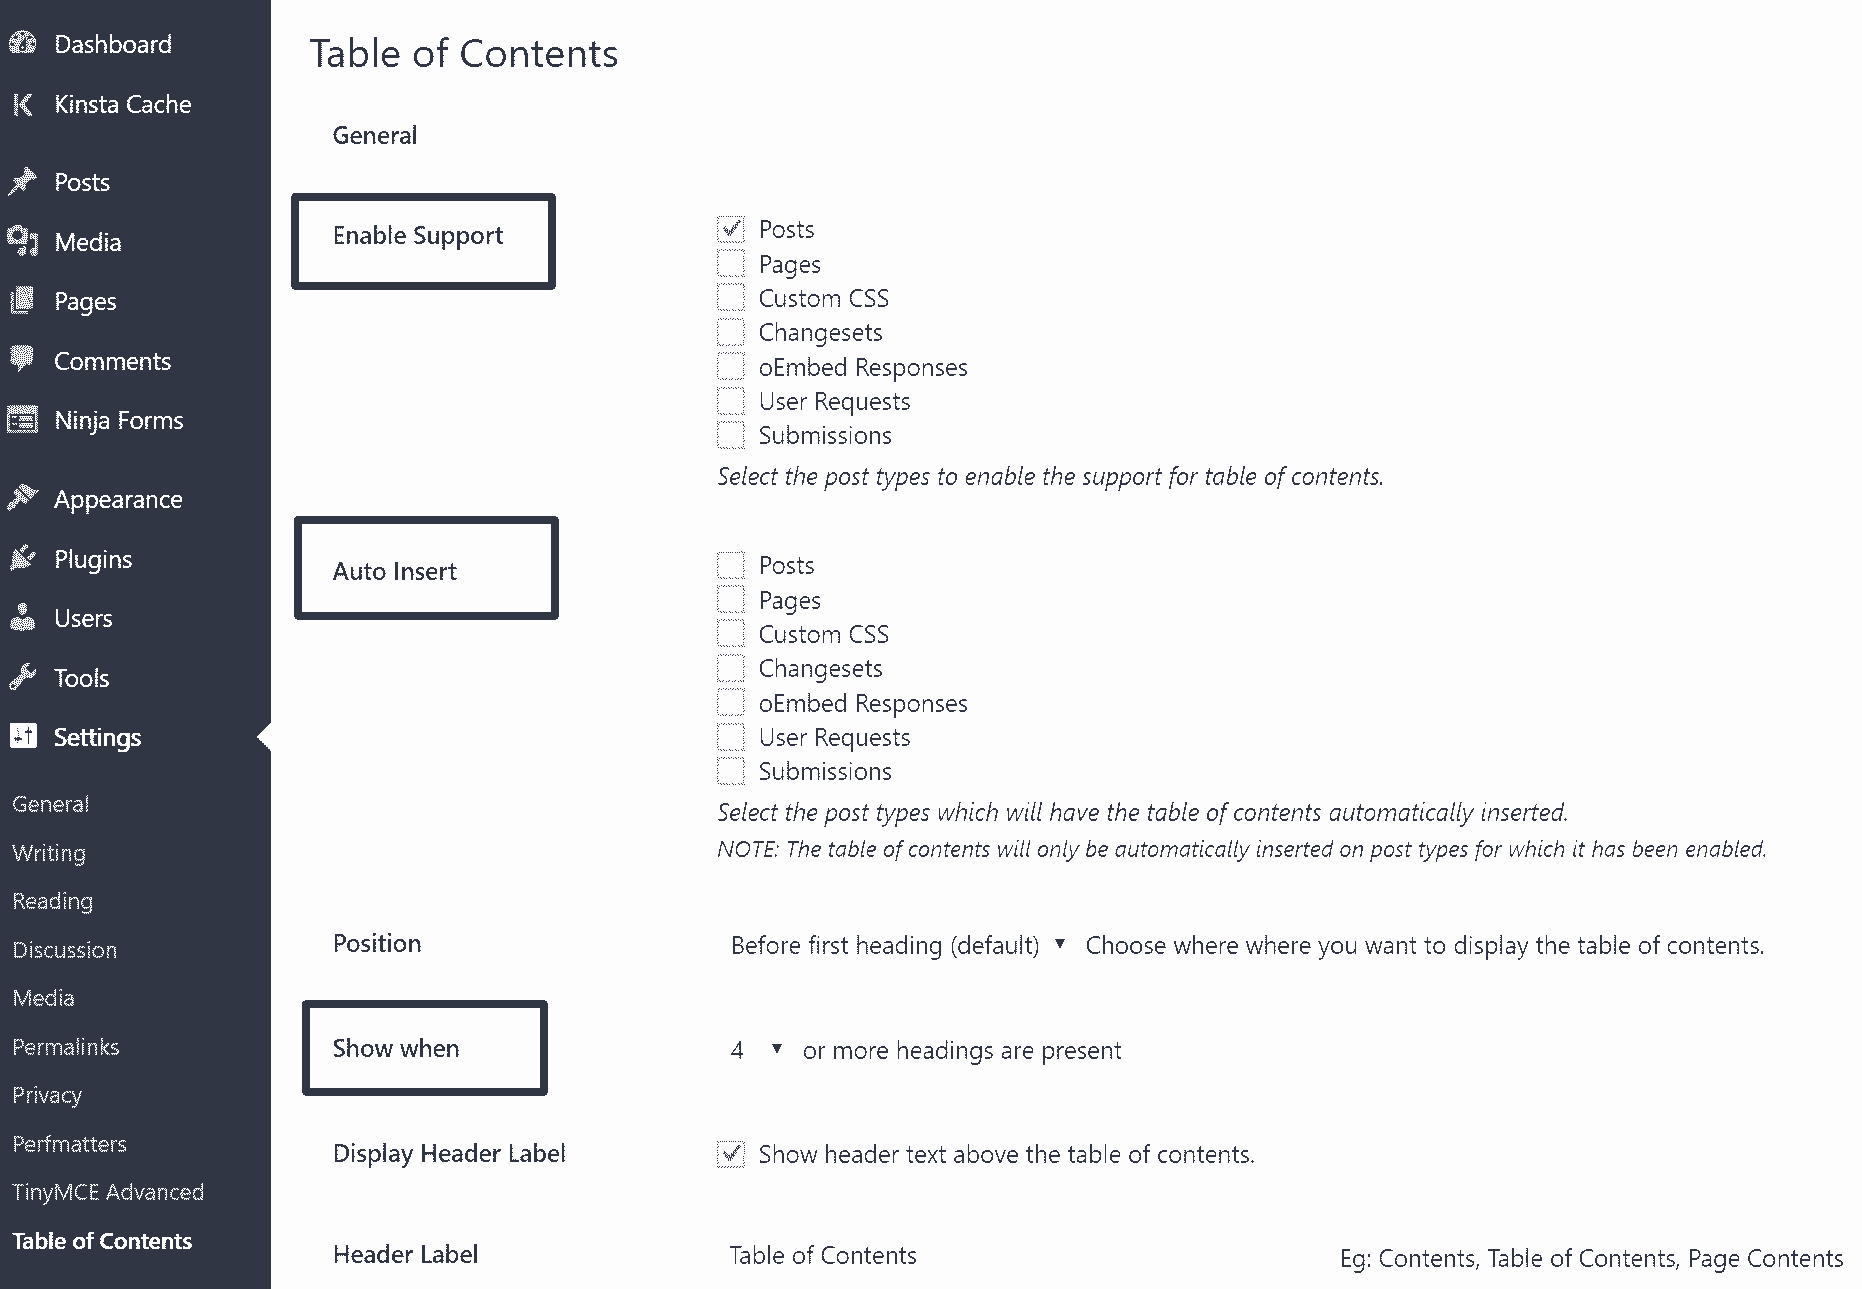 Dashboard
Kinsta Cache
Posts
Media
Pages
Comments
Ninja Forms
Appearance
Plugins
Users
Tools
Settings
General
Writing
Reading
Discussion
Media
Permalinks
Privacy
Perfmatters
TinyMCE Advanced
Table of Contents
Table of Contents
General
Enable Support
Posts
Pages
Custom CSS
Changesets
oEmbed Responses
User Requests
Submissions
Select the post types to enable the support for table of contents.
Auto Insert
Posts
Pages
Custom CSS
Changesets
oEmbed Responses
User Requests
Submissions
Select the post types which will have the table of contents automatically inserted.
NOTE: The table of contents will only be automatically inserted on post types for which it has been enabled.
Position Before first heading (default) Choose where where you want to display the table of contents.
Show when 4 or more headings are present
Display Header Label Show header text above the table of contents.
Header Label Table of Contents Eg: Contents, Table of Contents, Page Contents